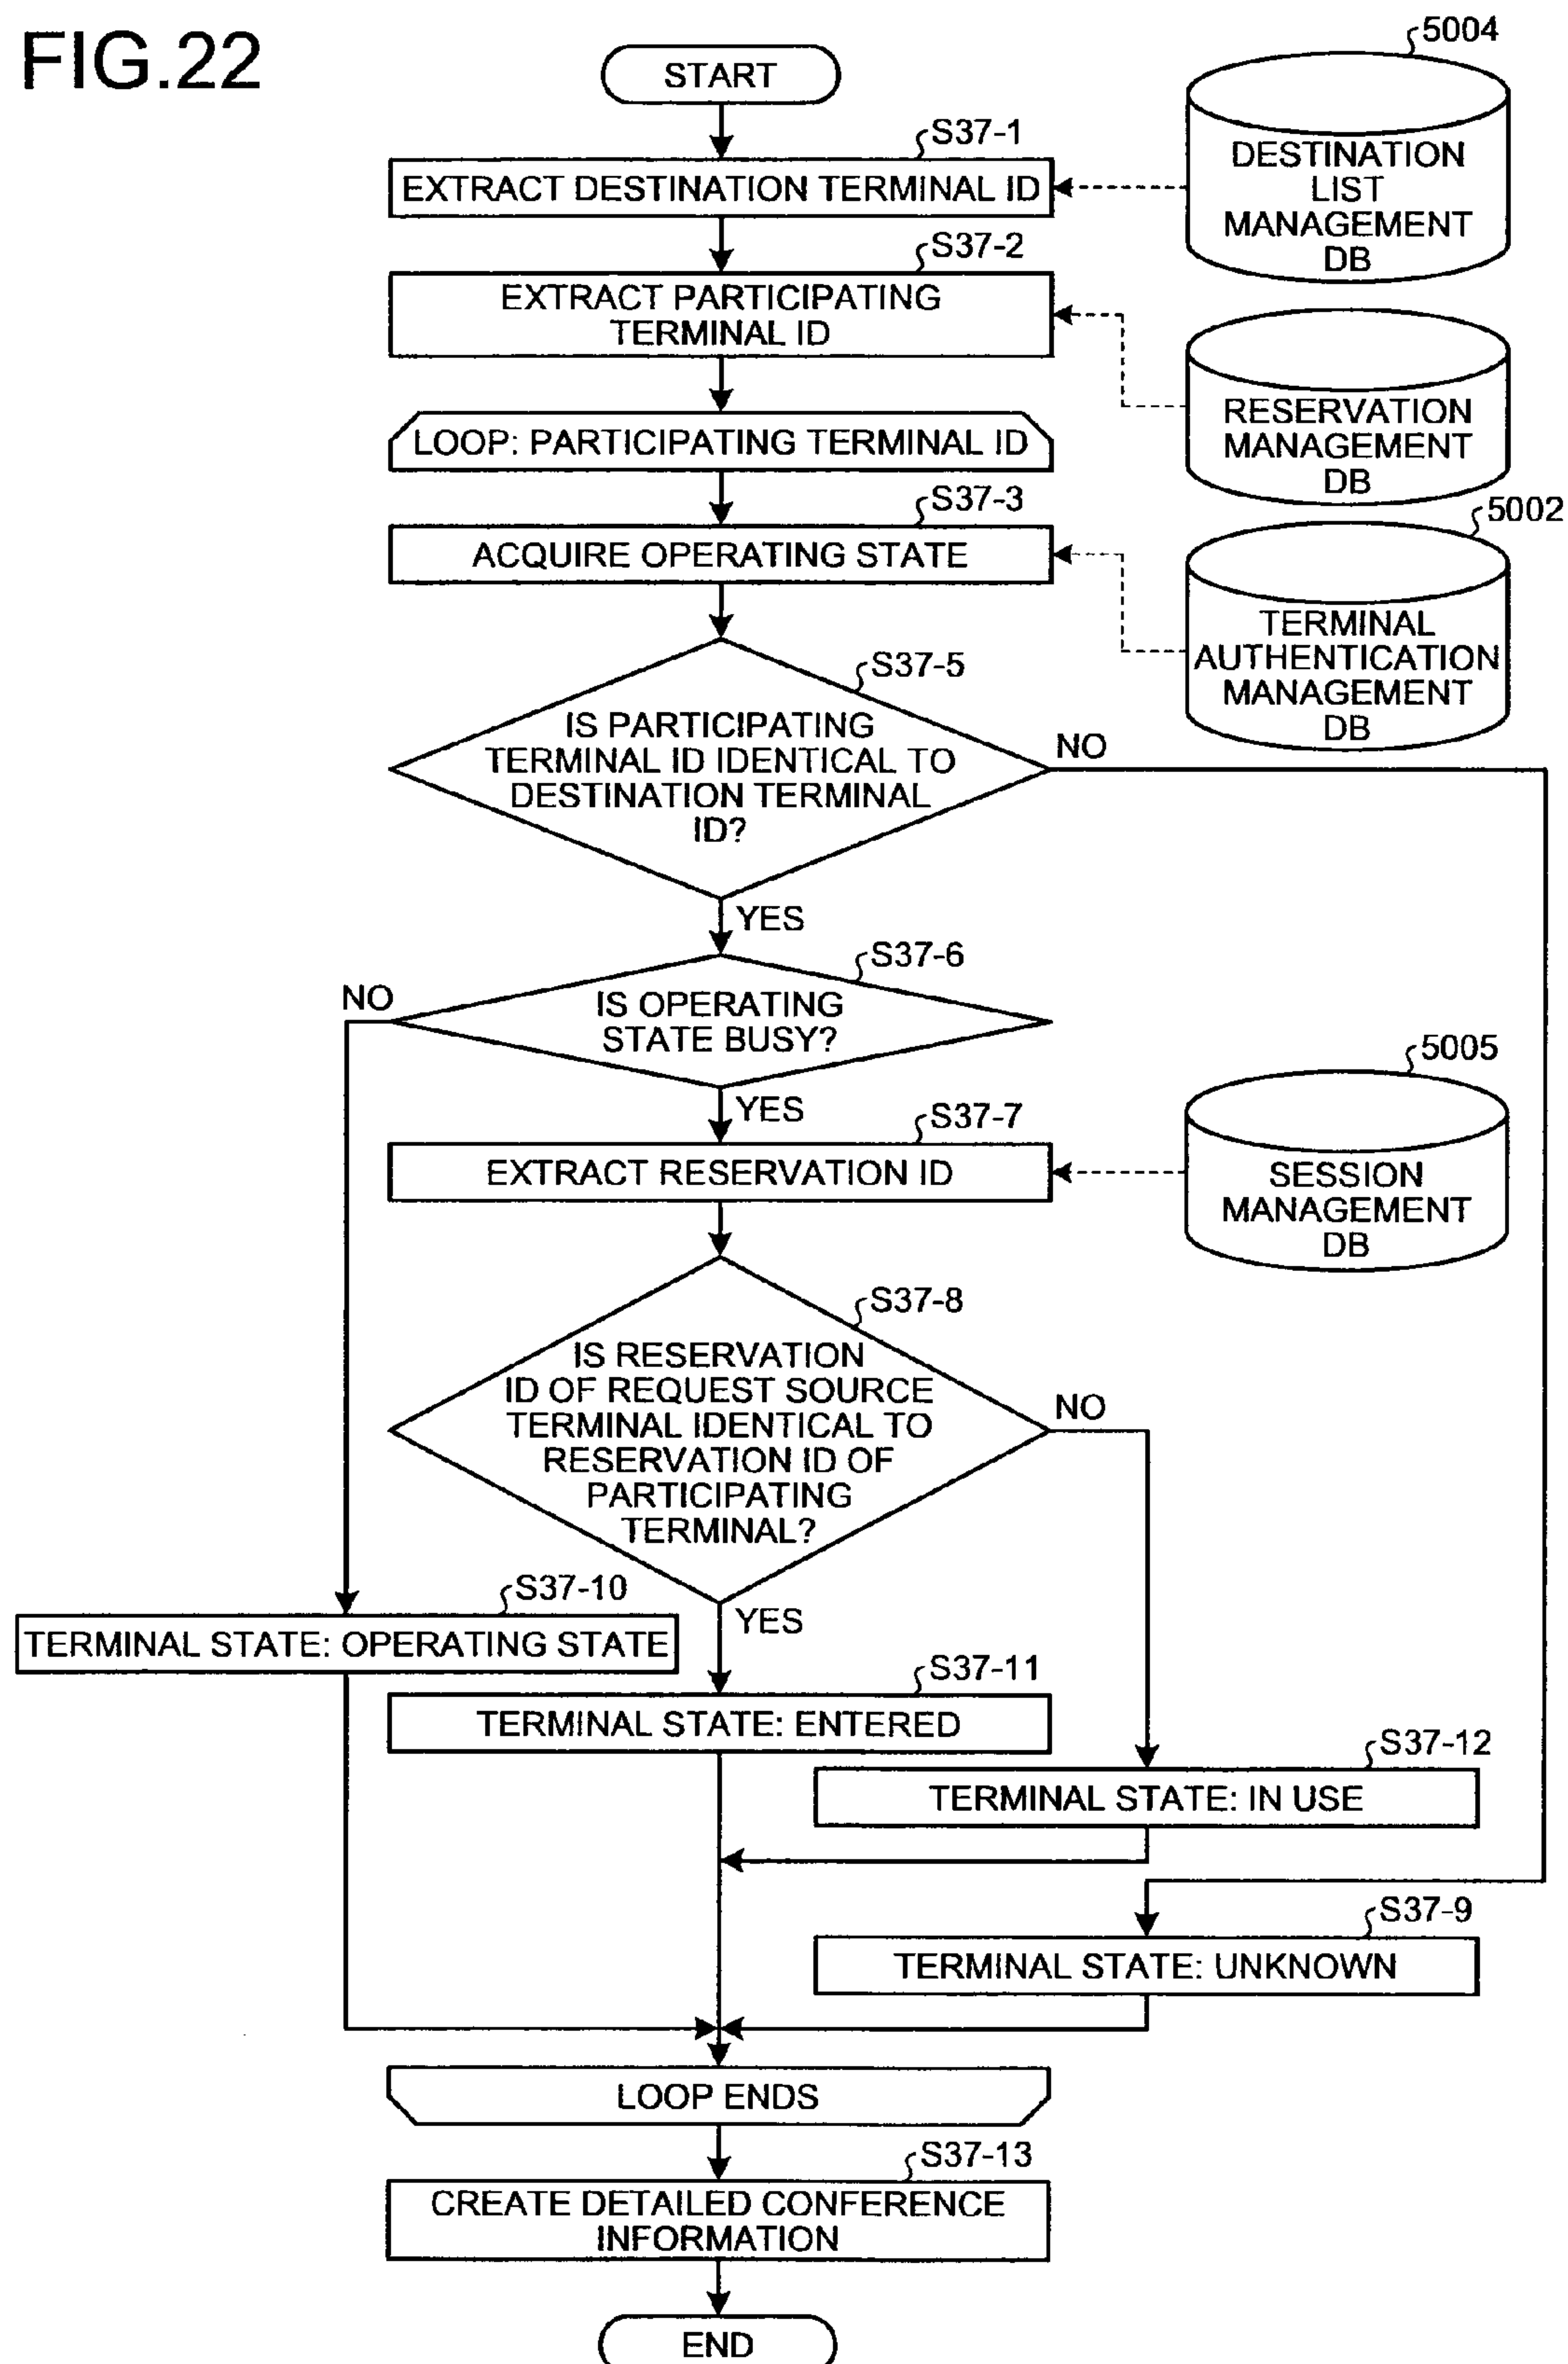 FIG.22
START
5004
DESTINATION
LIST
MANAGEMENT
DB
S37-1
EXTRACT DESTINATION TERMINAL ID
S37-2
EXTRACT PARTICIPATING
TERMINAL ID
RESERVATION
MANAGEMENT
DB
LOOP: PARTICIPATING TERMINAL ID
S37-3
ACQUIRE OPERATING STATE
5002
TERMINAL
AUTHENTICATION
MANAGEMENT
DB
S37-5
IS PARTICIPATING
TERMINAL ID IDENTICAL TO
DESTINATION TERMINAL
ID?
NO
YES
S37-6
IS OPERATING
STATE BUSY?
NO
YES
S37-7
EXTRACT RESERVATION ID
5005
SESSION
MANAGEMENT
DB
S37-8
IS RESERVATION
ID OF REQUEST SOURCE
TERMINAL IDENTICAL TO
RESERVATION ID OF
PARTICIPATING
TERMINAL?
NO
YES
S37-10
TERMINAL STATE: OPERATING STATE
S37-11
TERMINAL STATE: ENTERED
S37-12
TERMINAL STATE: IN USE
S37-9
TERMINAL STATE: UNKNOWN
LOOP ENDS
S37-13
CREATE DETAILED CONFERENCE
INFORMATION
END